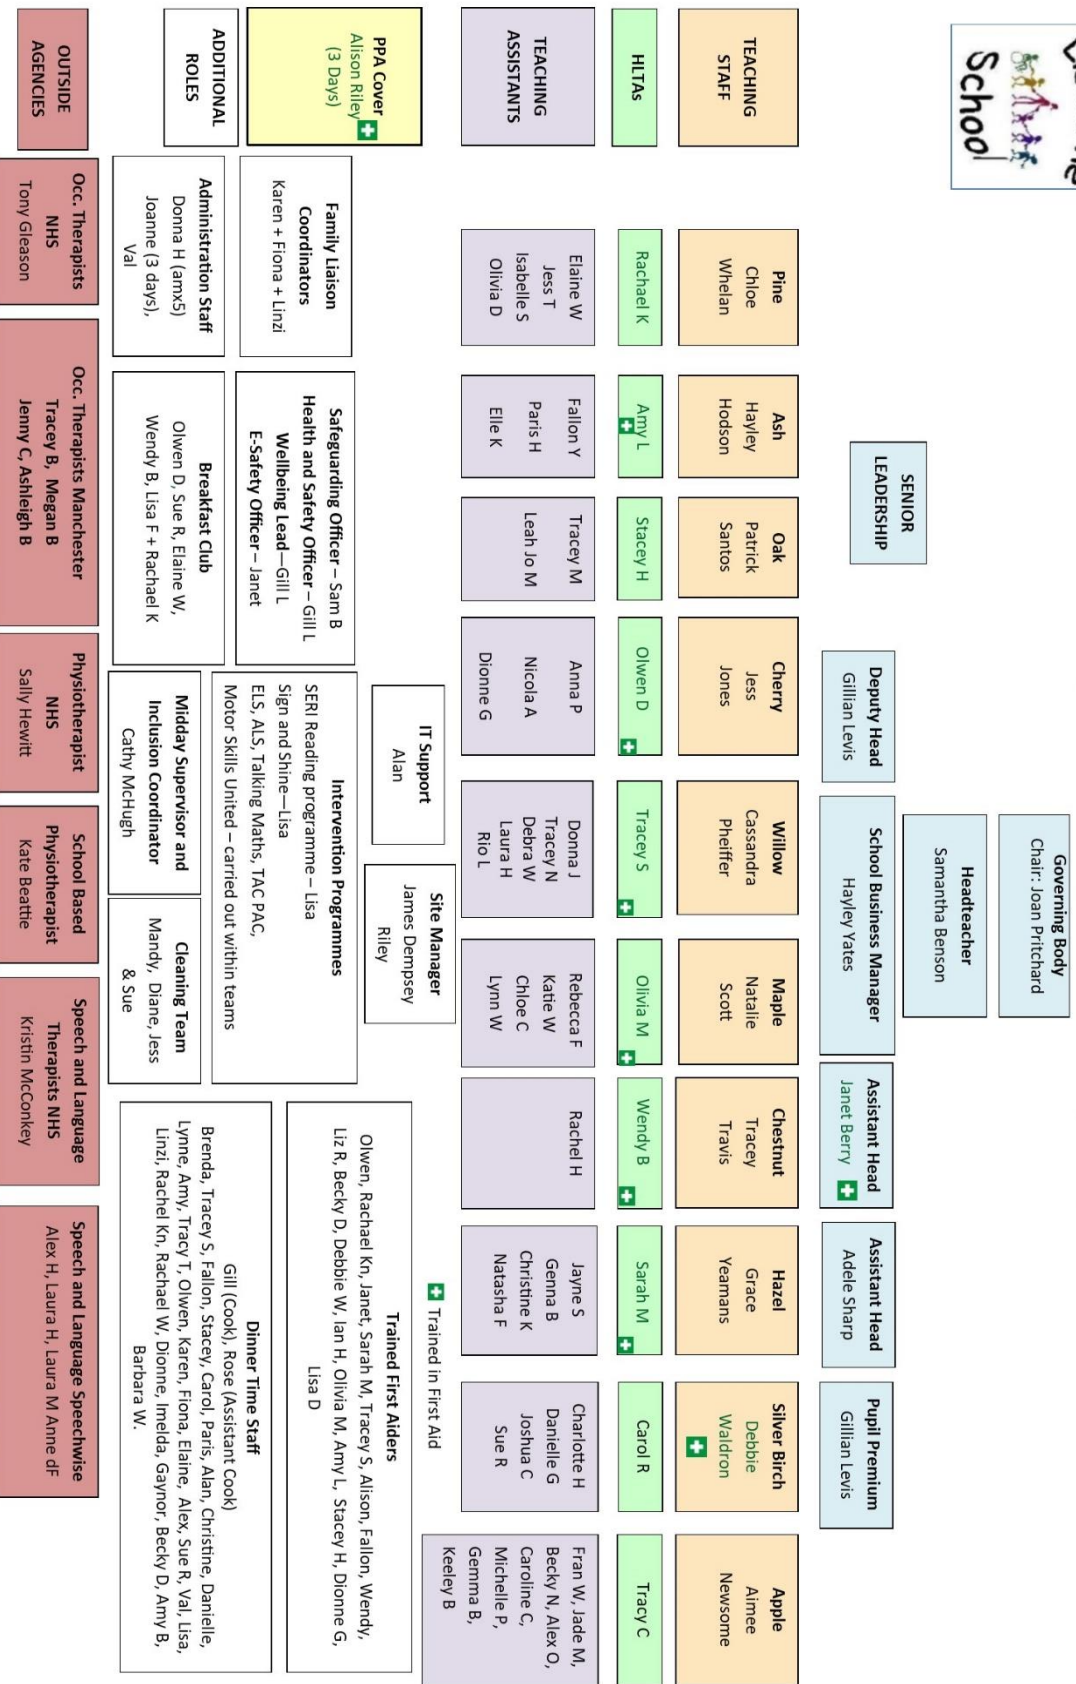 School
Governing Body
Chair: Joan Pritchard
Headteacher
Samantha Benson
SENIOR
LEADERSHIP
Deputy Head
Gillian Levis
School Business Manager
Hayley Yates
Assistant Head
Janet Berry
Assistant Head
Adele Sharp
Pupil Premium
Gillian Levis
TEACHING
STAFF
Pine
Chloe
Whelan
Ash
Hayley
Hodson
Oak
Patrick
Santos
Cherry
Jess
Jones
Willow
Cassandra
Pheiffer
Maple
Natalie
Scott
Chestnut
Tracey
Travis
Hazel
Grace
Yeamans
Silver Birch
Debbie
Waldron
Apple
Aimee
Newsome
HLTAs
Rachael K
Amy L
Stacey H
Olwen D
Tracey S
Olivia M
Wendy B
Sarah M
Carol R
Tracy C
TEACHING
ASSISTANTS
Elaine W
Jess T
Isabelle S
Olivia D
Fallon Y
Paris H
Elle K
Tracey M
Leah Jo M
Anna P
Nicola A
Dionne G
Donna J
Tracey N
Debra W
Laura H
Rio L
Rebecca F
Katie W
Chloe C
Lynn W
Rachel H
Jayne S
Genna B
Christine K
Natasha F
Charlotte H
Danielle G
Joshua C
Sue R
Fran W, Jade M,
Becky N, Alex O,
Caroline C,
Michelle P,
Gemma B,
Keeley B
PPA Cover
Alison Riley
(3 Days)
IT Support
Alan
Site Manager
James Dempsey
Riley
Trained in First Aid
ADDITIONAL
ROLES
Family Liaison
Coordinators
Karen + Fiona + Linzi
Safeguarding Officer – Sam B
Health and Safety Officer – Gill L
Wellbeing Lead—Gill L
E-Safety Officer – Janet
Intervention Programmes
SERI Reading programme – Lisa
Sign and Shine—Lisa
ELS, ALS, Talking Maths, TAC PAC,
Motor Skills United – carried out within teams
Trained First Aiders
Olwen, Rachael Kn, Janet, Sarah M, Tracey S, Alison, Fallon, Wendy,
Liz R, Becky D, Debbie W, Ian H, Olivia M, Amy L, Stacey H, Dionne G,
Lisa D
Administration Staff
Donna H (amx5)
Joanne (3 days),
Val
Breakfast Club
Olwen D, Sue R, Elaine W,
Wendy B, Lisa F + Rachael K
Midday Supervisor and
Inclusion Coordinator
Cathy McHugh
Cleaning Team
Mandy, Diane, Jess
& Sue
Dinner Time Staff
Gill (Cook), Rose (Assistant Cook)
Brenda, Tracey S, Fallon, Stacey, Carol, Paris, Alan, Christine, Danielle,
Lynne, Amy, Tracy T, Olwen, Karen, Fiona, Elaine, Alex, Sue R, Val, Lisa,
Linzi, Rachel Kn, Rachael W, Dionne, Imelda, Gaynor, Becky D, Amy B,
Barbara W.
OUTSIDE
AGENCIES
Occ. Therapists
NHS
Tony Gleason
Occ. Therapists Manchester
Tracey B, Megan B
Jenny C, Ashleigh B
Physiotherapist
NHS
Sally Hewitt
School Based
Physiotherapist
Kate Beattie
Speech and Language
Therapists NHS
Kristin McConkey
Speech and Language Speechwise
Alex H, Laura H, Laura M Anne dF